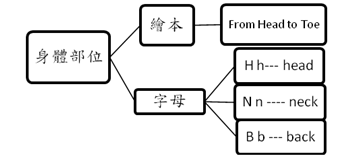 身體部位
繪本
From Head to Toe
字母
H h--- head
N n ---- neck
B b --- back